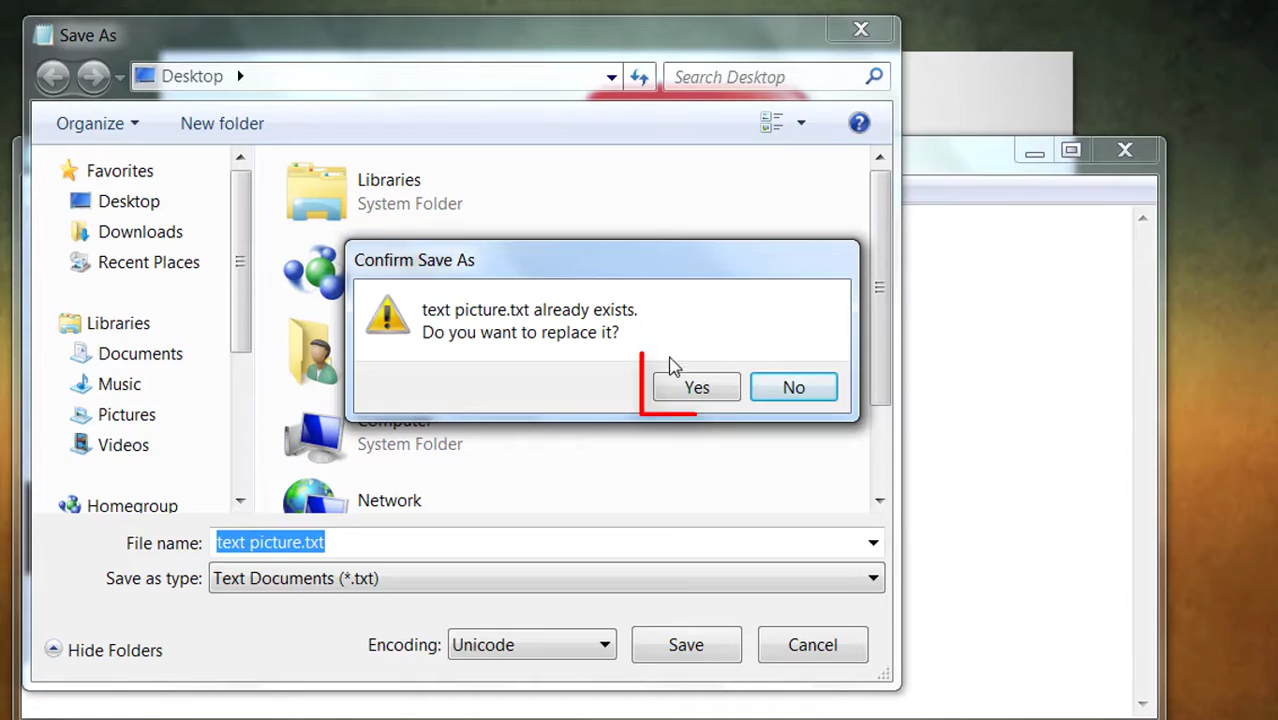 Save As
Desktop
Search Desktop
Organize
New folder
Favorites
Desktop
Downloads
Recent Places
Libraries
Documents
Music
Pictures
Videos
Homegroup
Libraries
System Folder
Confirm Save As
text picture.txt already exists.
Do you want to replace it?
Yes
No
Computer
System Folder
Network
File name:
text picture.txt
Save as type:
Text Documents (*.txt)
Hide Folders
Encoding:
Unicode
Save
Cancel